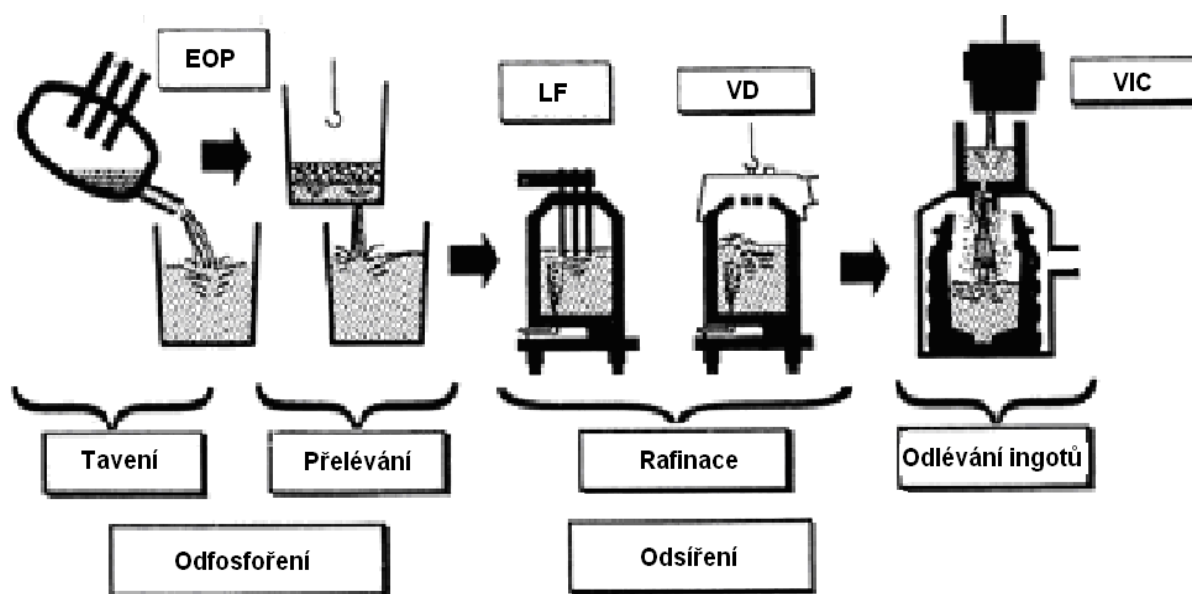 EOP
LF
VD
VIC
Tavení
Přelévání
Rafinace
Odlévání ingotů
Odfosfoření
Odsíření